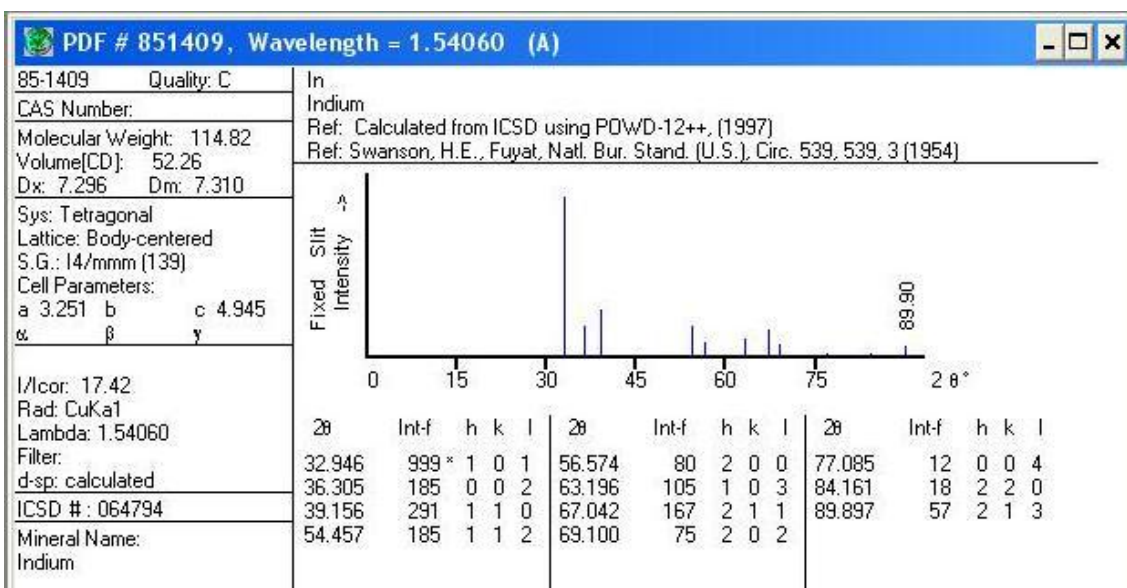 PDF # 851409, Wavelength = 1.54060 (A)
85-1409 Quality: C
CAS Number:
Molecular Weight: 114.82
Volume[CD]: 52.26
Dx: 7.296 Dm: 7.310
Sys: Tetragonal
Lattice: Body-centered
S.G.: I4/mmm (139)
Cell Parameters:
a 3.251 b c 4.945
α β γ
I/Icor: 17.42
Rad: CuKa1
Lambda: 1.54060
Filter:
d-sp: calculated
ICSD # : 064794
Mineral Name:
Indium
In
Indium
Ref: Calculated from ICSD using POWD-12++, (1997)
Ref: Swanson, H.E., Fuyat, Natl. Bur. Stand. (U.S.), Circ. 539, 539, 3 (1954)
Fixed Slit
Intensity ->
89.90
0 15 30 45 60 75 2 θ °
2θ Int-f h k l 2θ Int-f h k l 2θ Int-f h k l
32.946 999 * 1 0 1 56.574 80 2 0 0 77.085 12 0 0 4
36.305 185 0 0 2 63.196 105 1 0 3 84.161 18 2 2 0
39.156 291 1 1 0 67.042 167 2 1 1 89.897 57 2 1 3
54.457 185 1 1 2 69.100 75 2 0 2